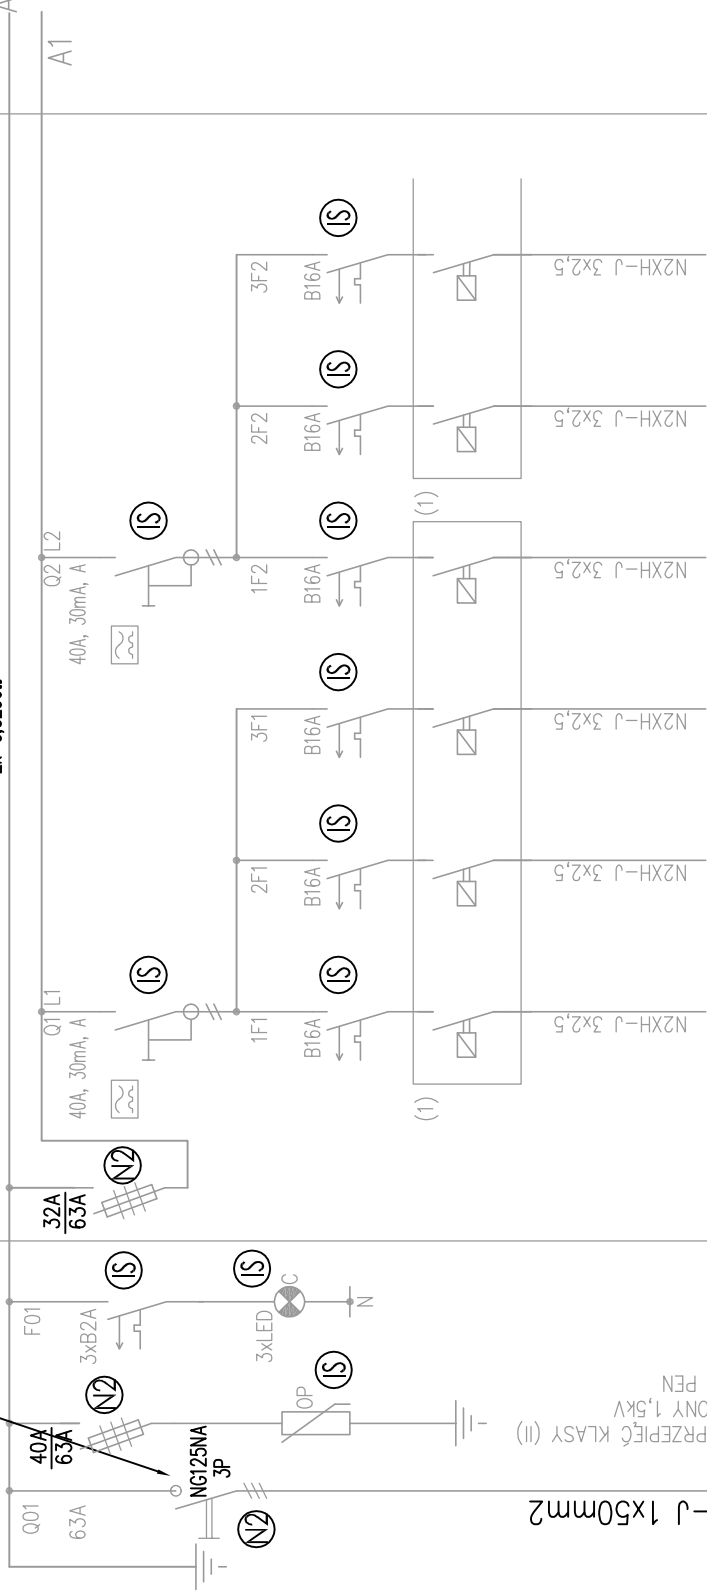 A1
3F2
B16A
IS
N2XH-J 3x2,5
2F2
B16A
IS
N2XH-J 3x2,5
(1)
Q2 L2
40A, 30mA, A
IS
1F2
B16A
IS
N2XH-J 3x2,5
3F1
B16A
IS
N2XH-J 3x2,5
2F1
B16A
IS
N2XH-J 3x2,5
Q1 L1
40A, 30mA, A
IS
1F1
B16A
IS
N2XH-J 3x2,5
(1)
32A
63A
N2
F01
3xB2A
IS
3xLED
IS
C
N
40A
63A
N2
OP
IS
PRZEPIĘĆ KLASY (II)
ONY 1,5kV
PEN
Q01
63A
NG125NA
3P
N2
-J 1x50mm2